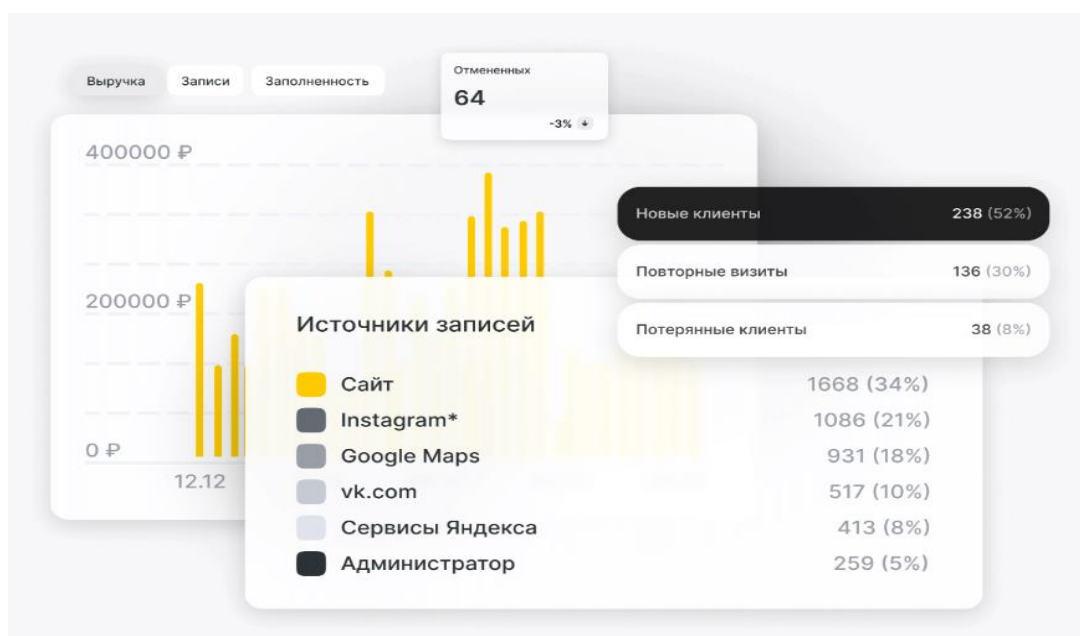 Выручка Записи Заполненность
Отмененных
64
-3%
400000 ₽
200000 ₽
0 ₽
12.12
Новые клиенты 238 (52%)
Повторные визиты 136 (30%)
Потерянные клиенты 38 (8%)
Источники записей
Сайт 1668 (34%)
Instagram* 1086 (21%)
Google Maps 931 (18%)
vk.com 517 (10%)
Сервисы Яндекса 413 (8%)
Администратор 259 (5%)